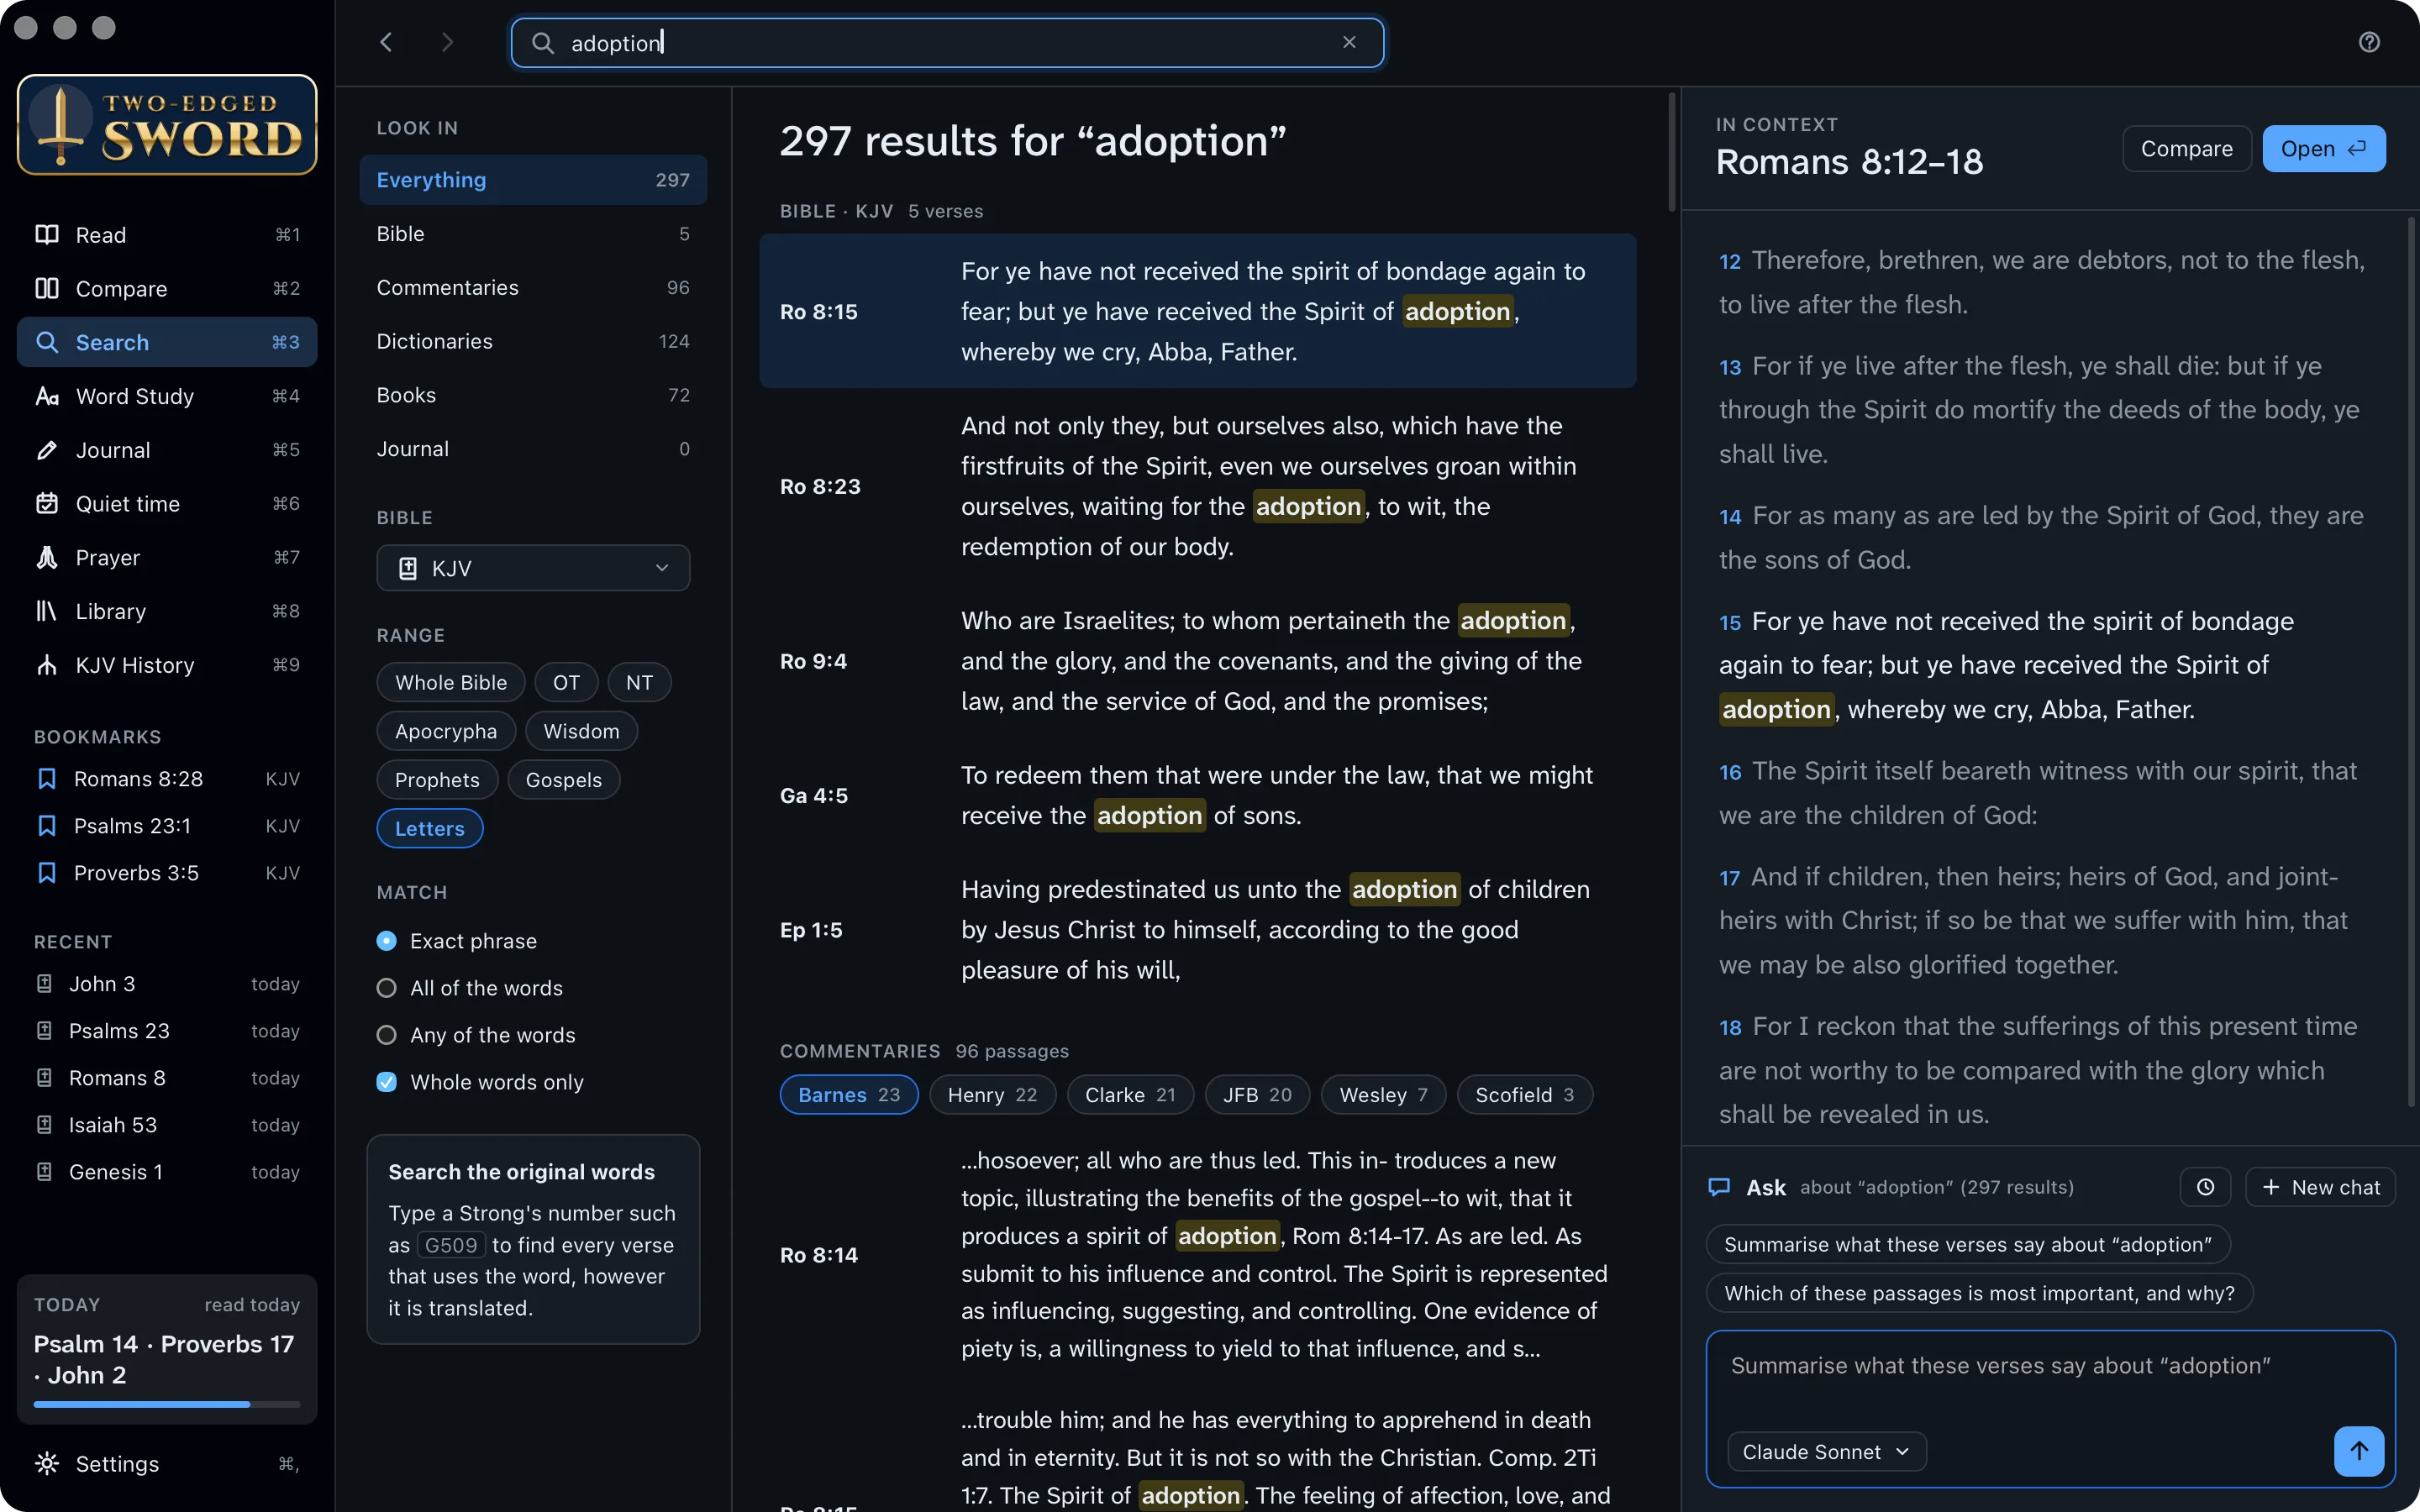 TWO-EDGED
SWORD
Read ⌘1
Compare ⌘2
Search ⌘3
Word Study ⌘4
Journal ⌘5
Quiet time ⌘6
Prayer ⌘7
Library ⌘8
KJV History ⌘9
BOOKMARKS
Romans 8:28 KJV
Psalms 23:1 KJV
Proverbs 3:5 KJV
RECENT
John 3 today
Psalms 23 today
Romans 8 today
Isaiah 53 today
Genesis 1 today
TODAY read today
Psalm 14 · Proverbs 17
· John 2
Settings ⌘,
adoption
LOOK IN
Everything 297
Bible 5
Commentaries 96
Dictionaries 124
Books 72
Journal 0
BIBLE
KJV
RANGE
Whole Bible OT NT
Apocrypha Wisdom
Prophets Gospels
Letters
MATCH
Exact phrase
All of the words
Any of the words
Whole words only
Search the original words
Type a Strong's number such
as G509 to find every verse
that uses the word, however
it is translated.
297 results for “adoption”
BIBLE · KJV 5 verses
For ye have not received the spirit of bondage again to
Ro 8:15 fear; but ye have received the Spirit of adoption,
whereby we cry, Abba, Father.
And not only they, but ourselves also, which have the
firstfruits of the Spirit, even we ourselves groan within
Ro 8:23
ourselves, waiting for the adoption, to wit, the
redemption of our body.
Who are Israelites; to whom pertaineth the adoption,
Ro 9:4 and the glory, and the covenants, and the giving of the
law, and the service of God, and the promises;
To redeem them that were under the law, that we might
Ga 4:5
receive the adoption of sons.
Having predestinated us unto the adoption of children
Ep 1:5 by Jesus Christ to himself, according to the good
pleasure of his will,
COMMENTARIES 96 passages
Barnes 23 Henry 22 Clarke 21 JFB 20 Wesley 7 Scofield 3
...hosoever; all who are thus led. This in- troduces a new
topic, illustrating the benefits of the gospel--to wit, that it
produces a spirit of adoption, Rom 8:14-17. As are led. As
Ro 8:14
submit to his influence and control. The Spirit is represented
as influencing, suggesting, and controlling. One evidence of
piety is, a willingness to yield to that influence, and s...
...trouble him; and he has everything to apprehend in death
and in eternity. But it is not so with the Christian. Comp. 2Ti
1:7. The Spirit of adoption. The feeling of affection, love, and
IN CONTEXT
Romans 8:12–18
Compare Open
12 Therefore, brethren, we are debtors, not to the flesh,
to live after the flesh.
13 For if ye live after the flesh, ye shall die: but if ye
through the Spirit do mortify the deeds of the body, ye
shall live.
14 For as many as are led by the Spirit of God, they are
the sons of God.
15 For ye have not received the spirit of bondage
again to fear; but ye have received the Spirit of
adoption, whereby we cry, Abba, Father.
16 The Spirit itself beareth witness with our spirit, that
we are the children of God:
17 And if children, then heirs; heirs of God, and joint-
heirs with Christ; if so be that we suffer with him, that
we may be also glorified together.
18 For I reckon that the sufferings of this present time
are not worthy to be compared with the glory which
shall be revealed in us.
Ask about “adoption” (297 results) New chat
Summarise what these verses say about “adoption”
Which of these passages is most important, and why?
Summarise what these verses say about “adoption”
Claude Sonnet